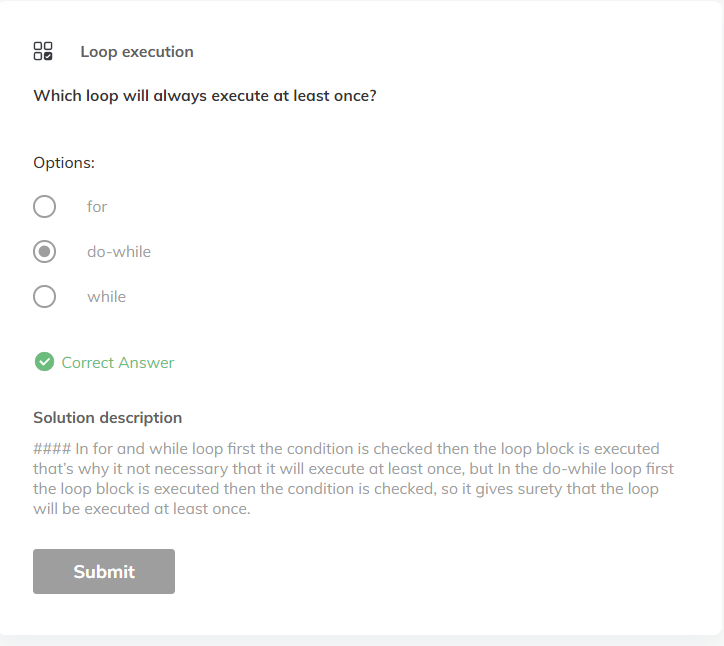 Loop execution
Which loop will always execute at least once?
Options:
for
do-while
while
Correct Answer
Solution description
#### In for and while loop first the condition is checked then the loop block is executed
that’s why it not necessary that it will execute at least once, but In the do-while loop first
the loop block is executed then the condition is checked, so it gives surety that the loop
will be executed at least once.
Submit